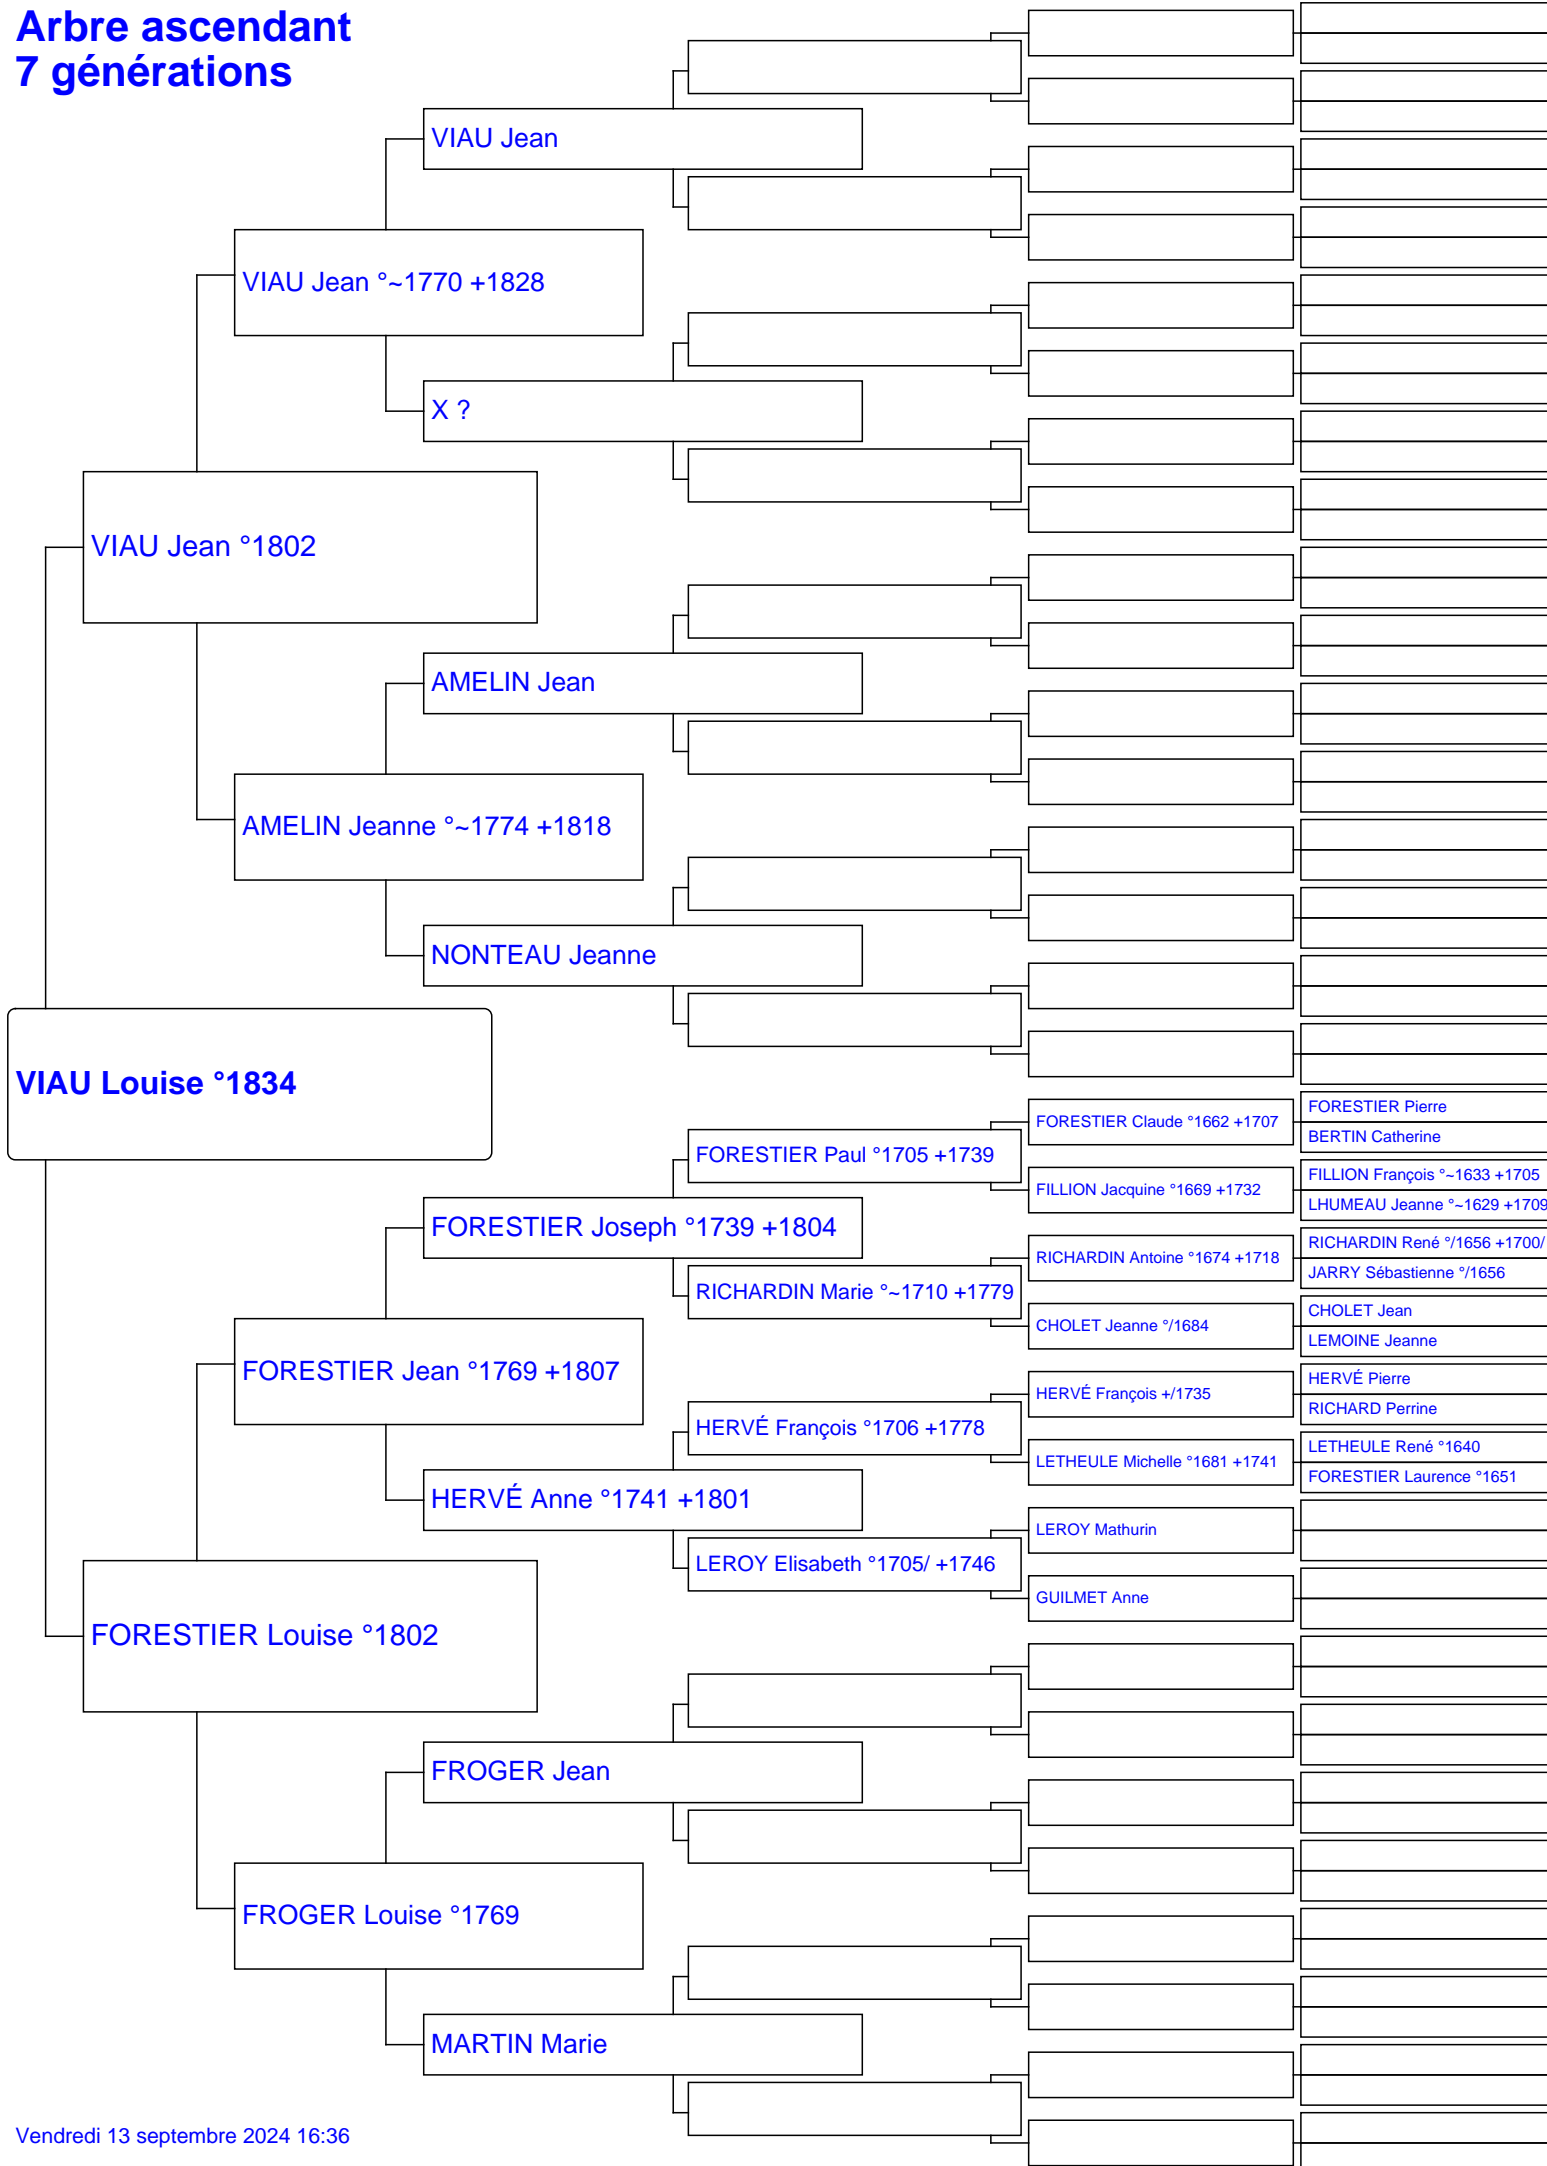 Arbre ascendant
7 générations
VIAU Jean
VIAU Jean °~1770 +1828
X ?
VIAU Jean °1802
AMELIN Jean
AMELIN Jeanne °~1774 +1818
NONTEAU Jeanne
VIAU Louise °1834
FORESTIER Pierre
FORESTIER Claude °1662 +1707
BERTIN Catherine
FORESTIER Paul °1705 +1739
FILLION François °~1633 +1705
FILLION Jacquine °1669 +1732
LHUMEAU Jeanne °~1629 +1709
FORESTIER Joseph °1739 +1804
RICHARDIN René °/1656 +1700/
RICHARDIN Antoine °1674 +1718
JARRY Sébastienne °/1656
RICHARDIN Marie °~1710 +1779
CHOLET Jean
CHOLET Jeanne °/1684
LEMOINE Jeanne
FORESTIER Jean °1769 +1807
HERVÉ Pierre
HERVÉ François +/1735
RICHARD Perrine
HERVÉ François °1706 +1778
LETHEULE René °1640
LETHEULE Michelle °1681 +1741
FORESTIER Laurence °1651
HERVÉ Anne °1741 +1801
LEROY Mathurin
LEROY Elisabeth °1705/ +1746
GUILMET Anne
FORESTIER Louise °1802
FROGER Jean
FROGER Louise °1769
MARTIN Marie
Vendredi 13 septembre 2024 16:36